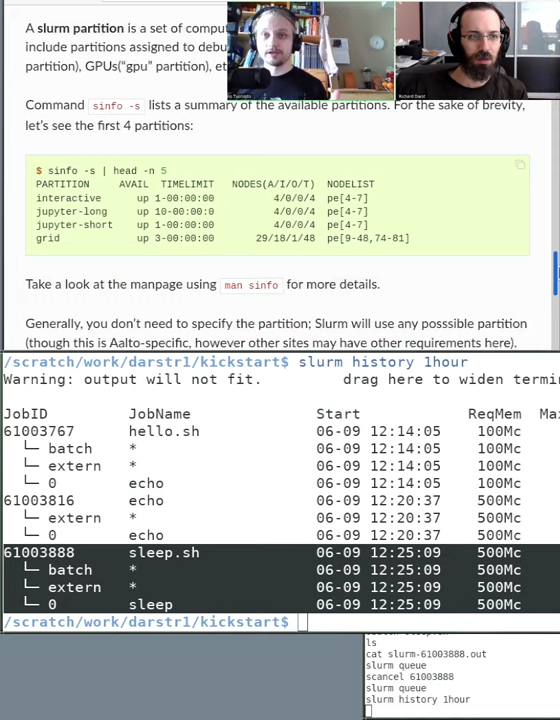 A slurm partition is a set of comput
include partitions assigned to debu
partition), GPUs("gpu" partition), et
Richard Darst
Command sinfo -s lists a summary of the available partitions. For the sake of brevity,
let's see the first 4 partitions:
$ sinfo -s | head -n 5
PARTITION AVAIL TIMELIMIT NODES(A/I/O/T) NODELIST
interactive up 1-00:00:00 4/0/0/4 pe[4-7]
jupyter-long up 10-00:00:0 4/0/0/4 pe[4-7]
jupyter-short up 1-00:00:00 4/0/0/4 pe[4-7]
grid up 3-00:00:00 29/18/1/48 pe[9-48,74-81]
Take a look at the manpage using man sinfo for more details.
Generally, you don't need to specify the partition; Slurm will use any posssible partition
(though this is Aalto-specific, however other sites may have other requirements here).
/scratch/work/darstr1/kickstart$ slurm history 1hour
Warning: output will not fit. drag here to widen termi
JobID JobName Start ReqMem Ma
61003767 hello.sh 06-09 12:14:05 100Mc
└─ batch * 06-09 12:14:05 100Mc
└─ extern * 06-09 12:14:05 100Mc
└─ 0 echo 06-09 12:14:05 100Mc
61003816 echo 06-09 12:20:37 500Mc
└─ extern * 06-09 12:20:37 500Mc
└─ 0 echo 06-09 12:20:37 500Mc
61003888 sleep.sh 06-09 12:25:09 500Mc
└─ batch * 06-09 12:25:09 500Mc
└─ extern * 06-09 12:25:09 500Mc
└─ 0 sleep 06-09 12:25:09 500Mc
/scratch/work/darstr1/kickstart$
ls
cat slurm-61003888.out
slurm queue
scancel 61003888
slurm queue
slurm history 1hour